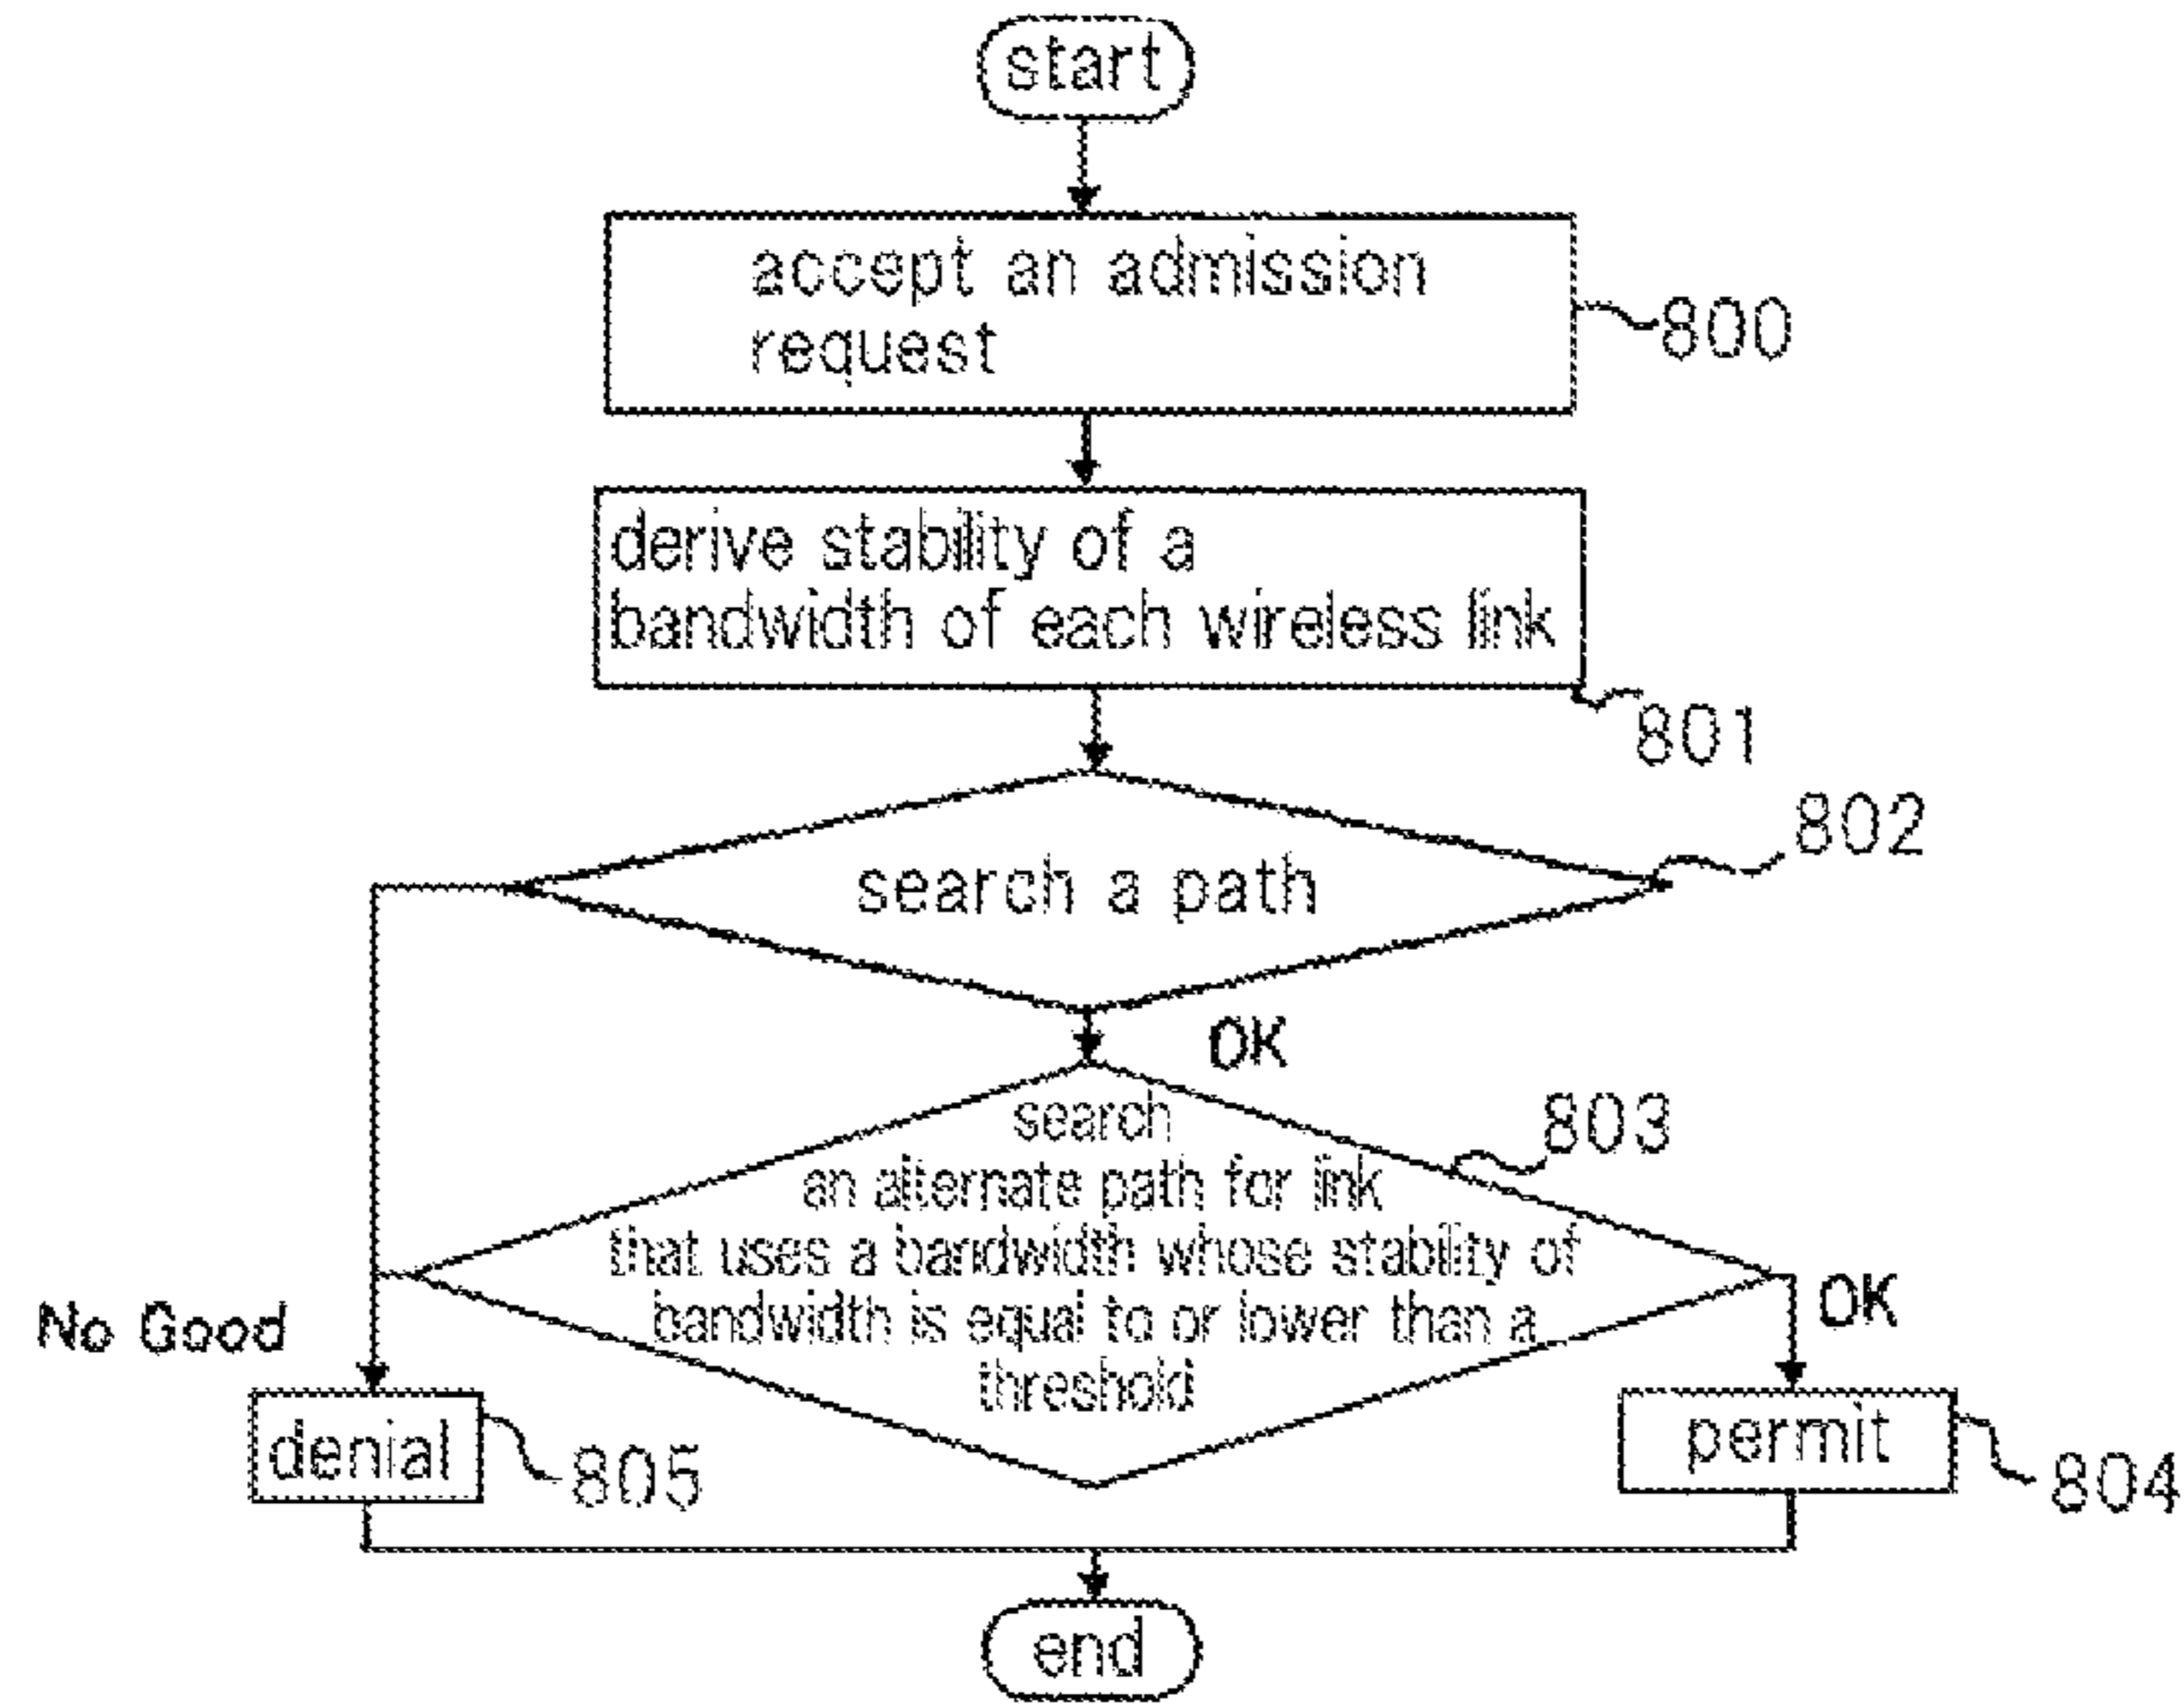 start
accept an admission
request
800
derive stability of a
bandwidth of each wireless link
801
802
search a path
OK
803
search
an alternate path for link
that uses a bandwidth whose stability of
bandwidth is equal to or lower than a
threshold
OK
No Good
denial
805
permit
804
end